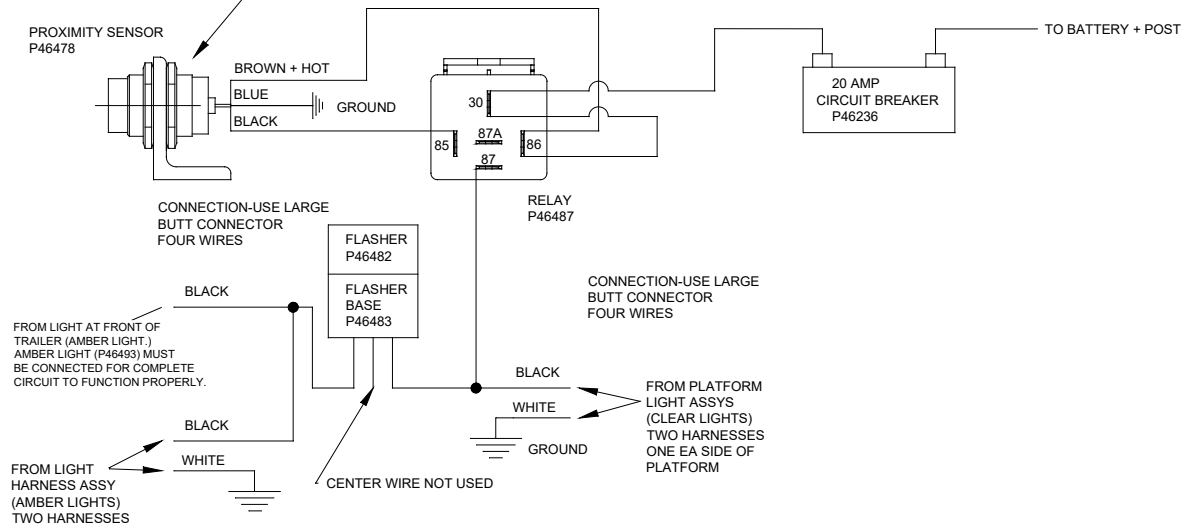 PROXIMITY SENSOR
P46478
BROWN + HOT
BLUE
GROUND
BLACK
30
87A
85
86
87
RELAY
P46487
TO BATTERY + POST
20 AMP
CIRCUIT BREAKER
P46236
CONNECTION-USE LARGE
BUTT CONNECTOR
FOUR WIRES
FLASHER
P46482
FLASHER
BASE
P46483
CONNECTION-USE LARGE
BUTT CONNECTOR
FOUR WIRES
BLACK
FROM LIGHT AT FRONT OF
TRAILER (AMBER LIGHT.)
AMBER LIGHT (P46493) MUST
BE CONNECTED FOR COMPLETE
CIRCUIT TO FUNCTION PROPERLY.
BLACK
WHITE
FROM LIGHT
HARNESS ASSY
(AMBER LIGHTS)
TWO HARNESSES
CENTER WIRE NOT USED
BLACK
WHITE
GROUND
FROM PLATFORM
LIGHT ASSYS
(CLEAR LIGHTS)
TWO HARNESSES
ONE EA SIDE OF
PLATFORM